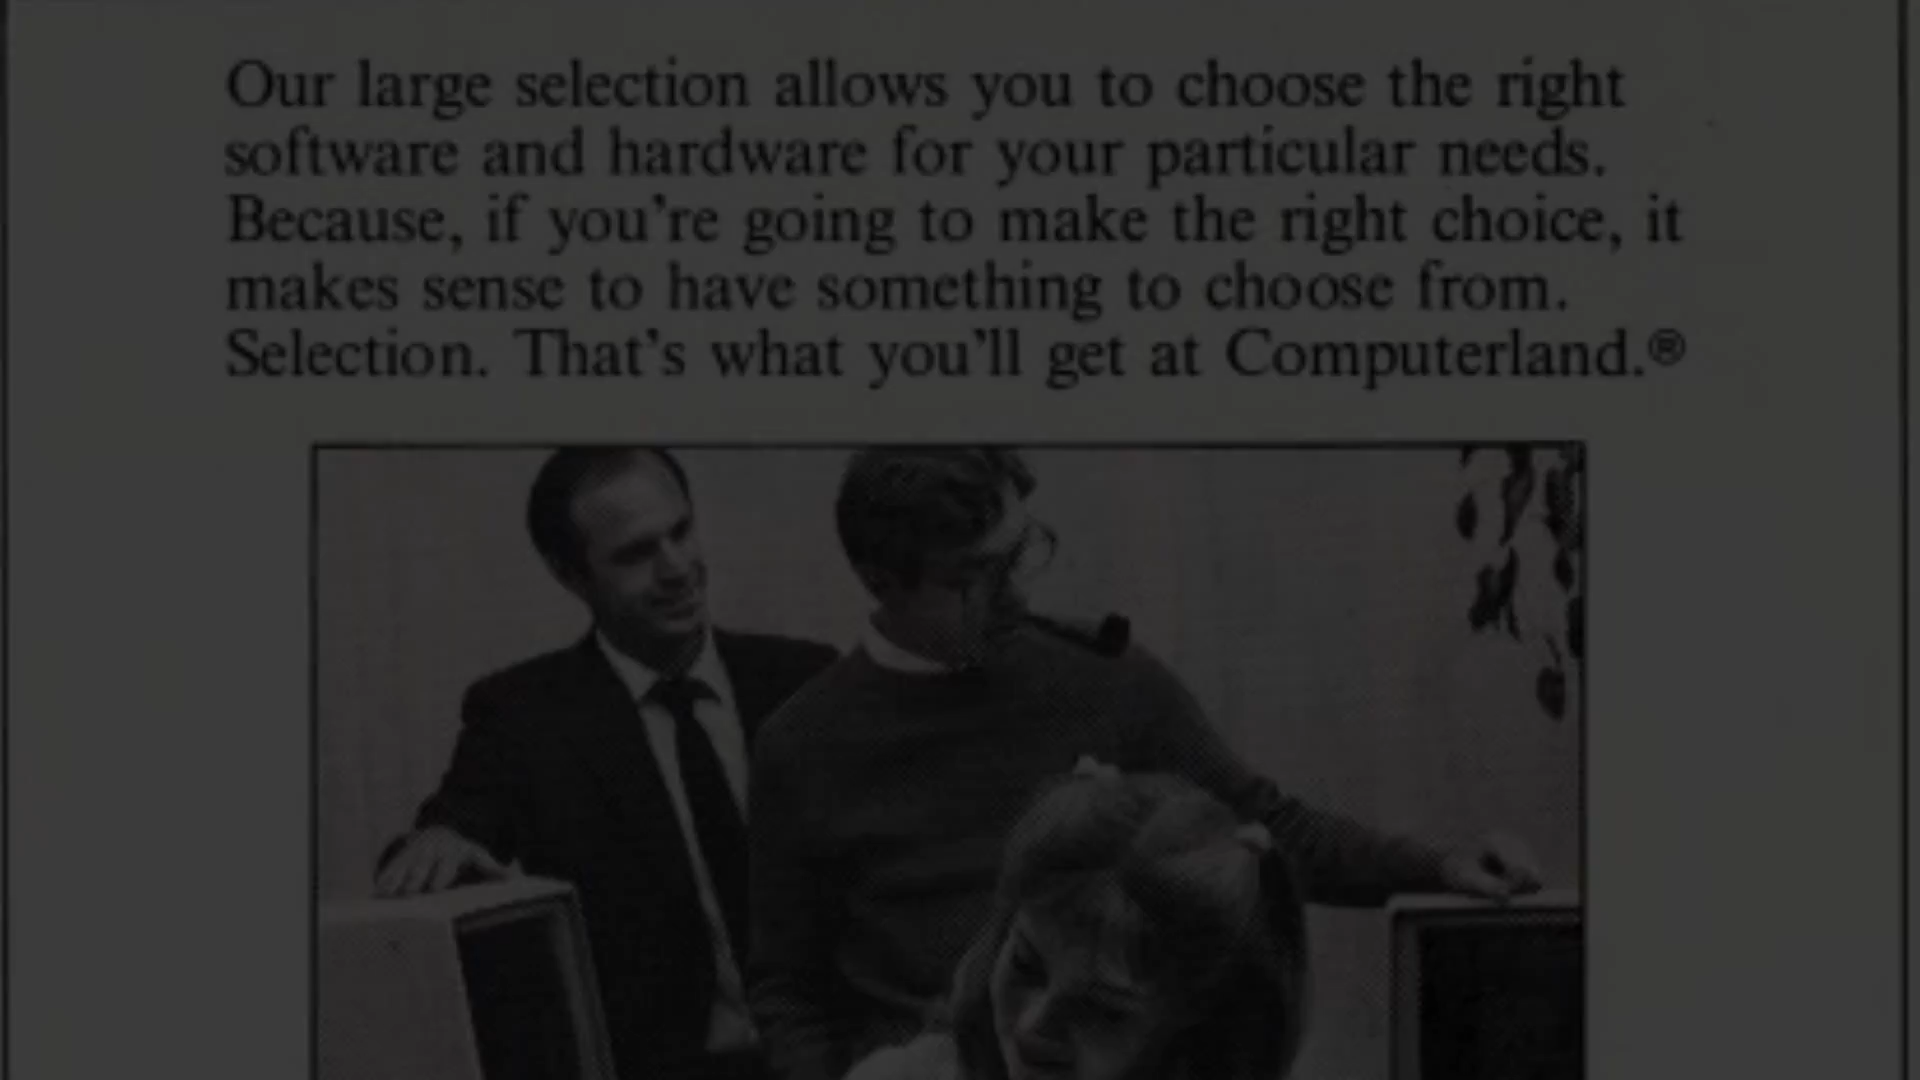 Our large selection allows you to choose the right
software and hardware for your particular needs.
Because, if you're going to make the right choice, it
makes sense to have something to choose from.
Selection. That's what you'll get at Computerland.®